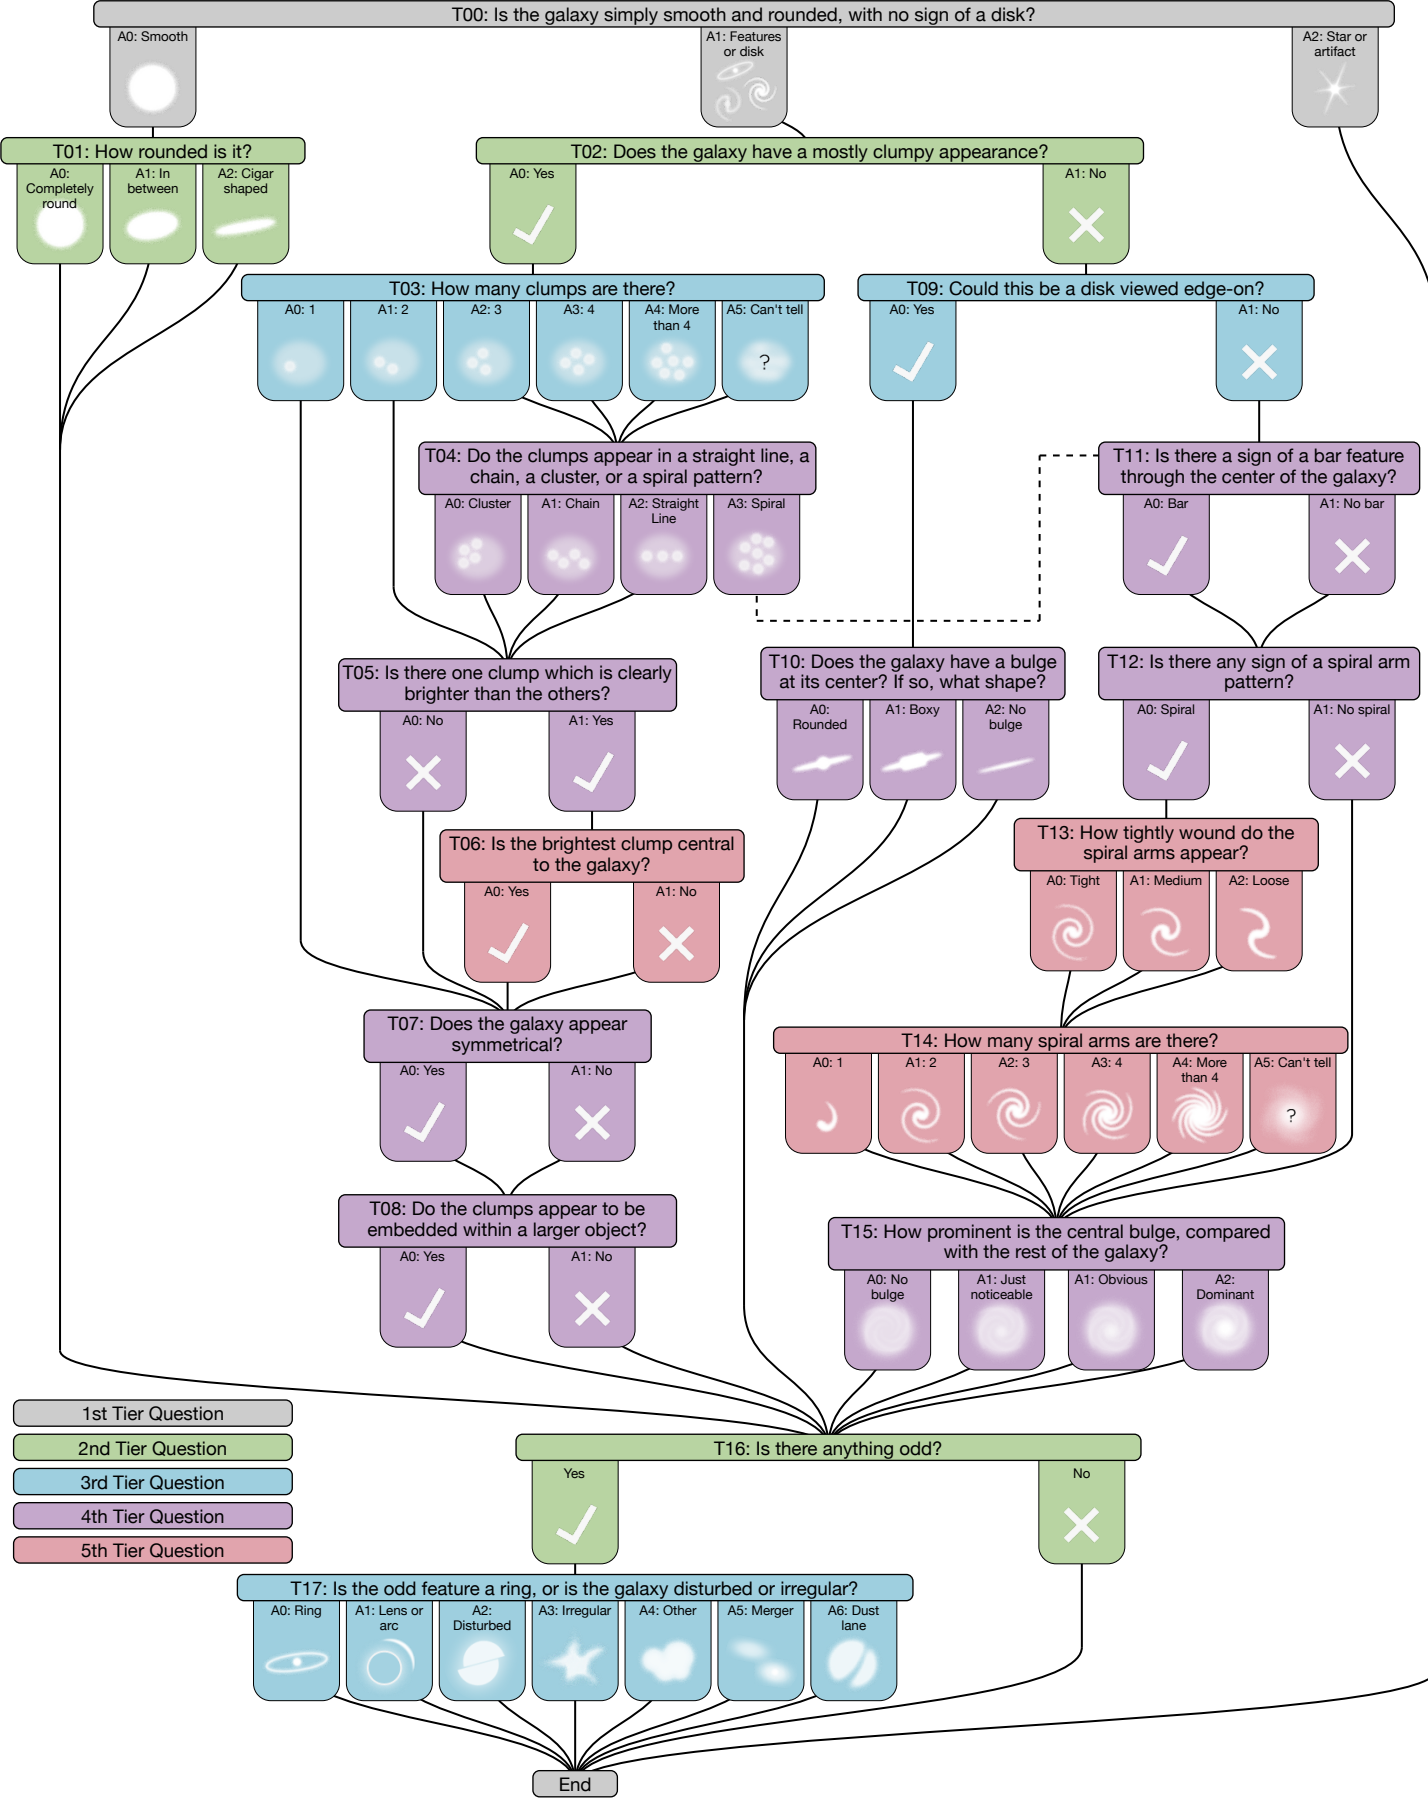 T00: Is the galaxy simply smooth and rounded, with no sign of a disk?
A0: Smooth
A1: Features
or disk
A2: Star or
artifact
T01: How rounded is it?
A0:
Completely
round
A1: In
between
A2: Cigar
shaped
T02: Does the galaxy have a mostly clumpy appearance?
A0: Yes
A1: No
T03: How many clumps are there?
A0: 1
A1: 2
A2: 3
A3: 4
A4: More
than 4
A5: Can't tell
?
T09: Could this be a disk viewed edge-on?
A0: Yes
A1: No
T04: Do the clumps appear in a straight line, a
chain, a cluster, or a spiral pattern?
A0: Cluster
A1: Chain
A2: Straight
Line
A3: Spiral
T11: Is there a sign of a bar feature
through the center of the galaxy?
A0: Bar
A1: No bar
T05: Is there one clump which is clearly
brighter than the others?
A0: No
A1: Yes
T10: Does the galaxy have a bulge
at its center? If so, what shape?
A0:
Rounded
A1: Boxy
A2: No
bulge
T12: Is there any sign of a spiral arm
pattern?
A0: Spiral
A1: No spiral
T06: Is the brightest clump central
to the galaxy?
A0: Yes
A1: No
T13: How tightly wound do the
spiral arms appear?
A0: Tight
A1: Medium
A2: Loose
T07: Does the galaxy appear
symmetrical?
A0: Yes
A1: No
T14: How many spiral arms are there?
A0: 1
A1: 2
A2: 3
A3: 4
A4: More
than 4
A5: Can't tell
?
T08: Do the clumps appear to be
embedded within a larger object?
A0: Yes
A1: No
T15: How prominent is the central bulge, compared
with the rest of the galaxy?
A0: No
bulge
A1: Just
noticeable
A1: Obvious
A2:
Dominant
1st Tier Question
2nd Tier Question
3rd Tier Question
4th Tier Question
5th Tier Question
T16: Is there anything odd?
Yes
No
T17: Is the odd feature a ring, or is the galaxy disturbed or irregular?
A0: Ring
A1: Lens or
arc
A2:
Disturbed
A3: Irregular
A4: Other
A5: Merger
A6: Dust
lane
End